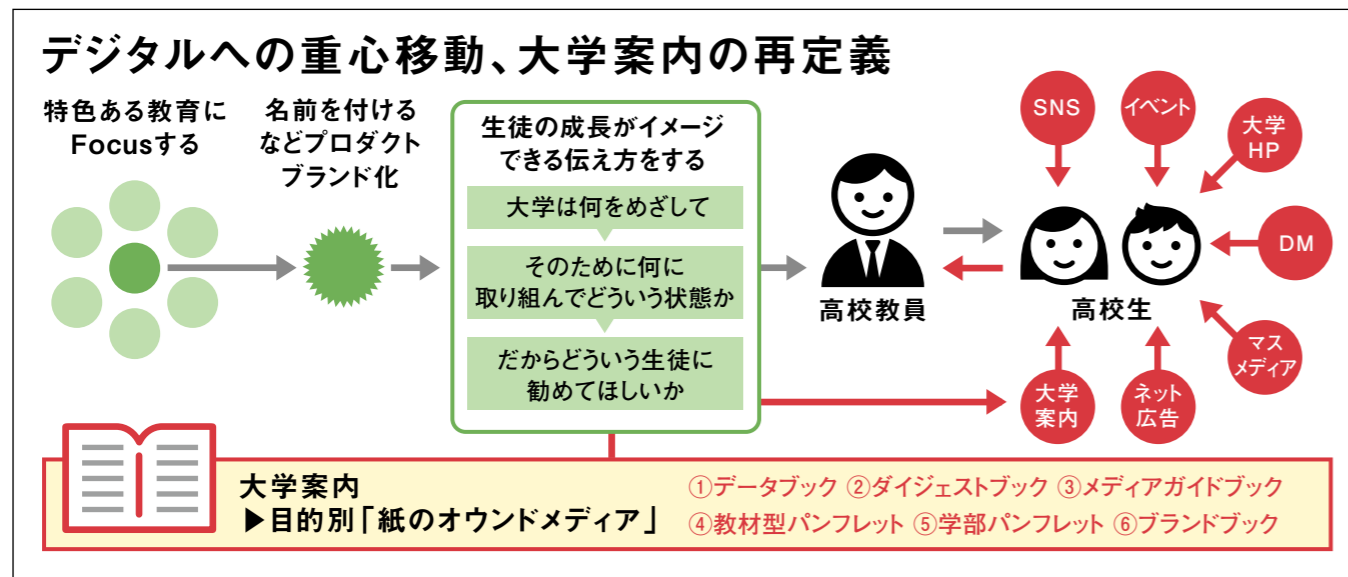 デジタルへの重心移動、大学案内の再定義
特色ある教育に
Focusする
名前を付ける
などプロダクト
ブランド化
生徒の成長がイメージ
できる伝え方をする
大学は何をめざして
そのために何に
取り組んでどういう状態か
だからどういう生徒に
勧めてほしいか
高校教員
高校生
SNS
イベント
大学
HP
DM
マス
メディア
ネット
広告
大学
案内
大学案内
▶目的別「紙のオウンドメディア」
①データブック ②ダイジェストブック ③メディアガイドブック
④教材型パンフレット ⑤学部パンフレット ⑥ブランドブック